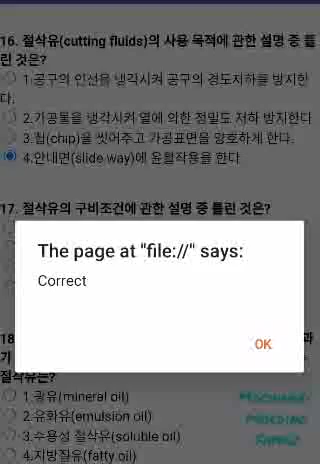 16. 절삭유(cutting fluids)의 사용 목적에 관한 설명 중 틀
린 것은?
1.공구의 인선을 냉각시켜 공구의 경도저하를 방지한
다.
2.가공물을 냉각시켜 열에 의한 정밀도 저하 방지한다
3.칩(chip)을 씻어주고 가공표면을 양호하게 한다.
4.안내면(slide way)에 윤활작용을 한다
17. 절삭유의 구비조건에 관한 설명 중 틀린 것은?
The page at "file://" says:
Correct
OK
18
과
기
절삭유는?
1.광유(mineral oil)
2.유화유(emulsion oil)
3.수용성 절삭유(soluble oil)
4.지방질유(fatty oil)